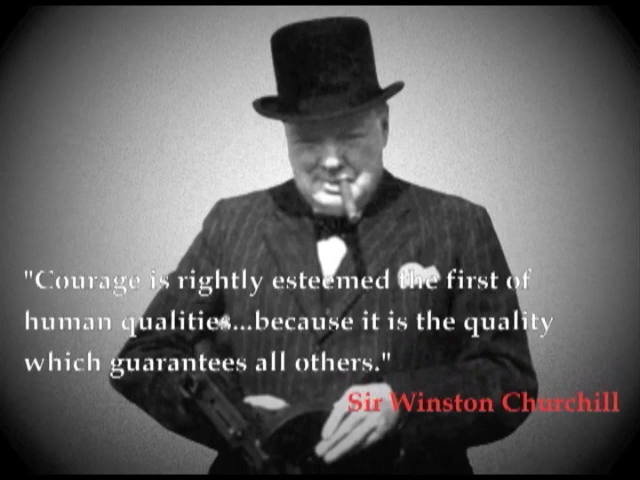 "Courage is rightly esteemed the first of
human qualities...because it is the quality
which guarantees all others."
Sir Winston Churchill